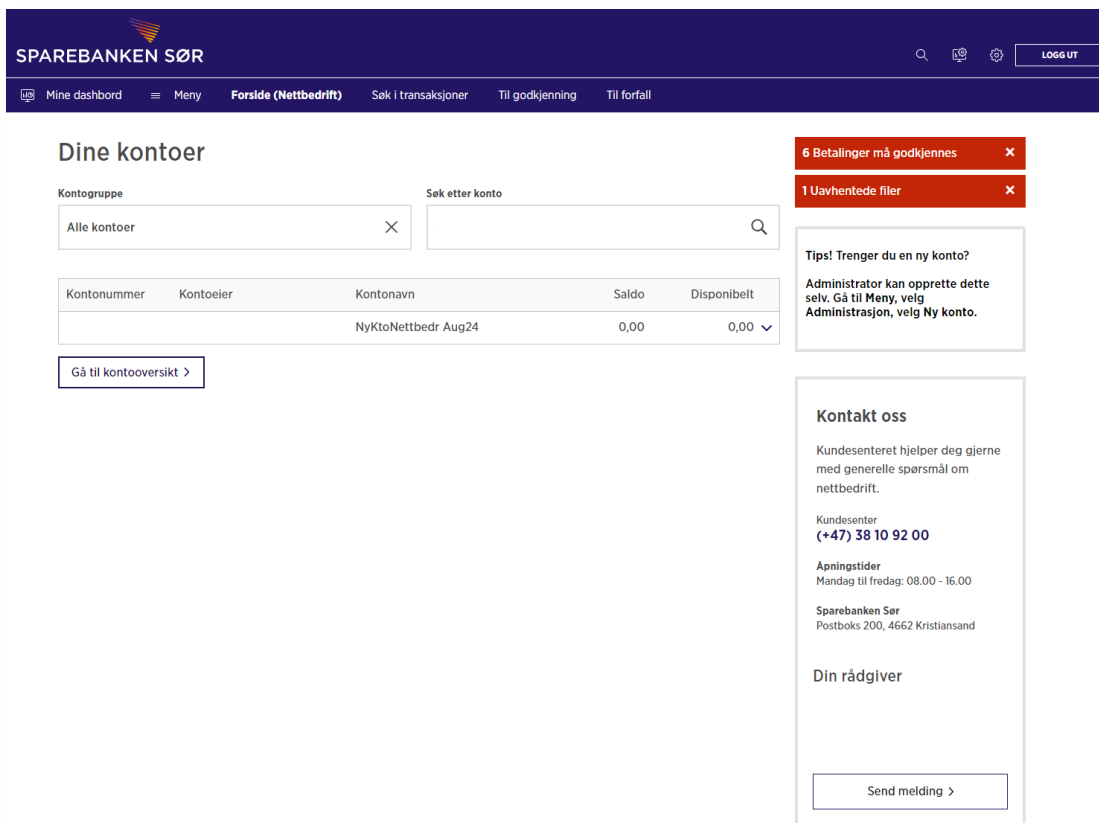 SPAREBANKEN SØR
LOGG UT
Mine dashbord
Meny
Forside (Nettbedrift)
Søk i transaksjoner
Til godkjenning
Til forfall
Dine kontoer
Kontogruppe
Alle kontoer
Søk etter konto
Kontonummer Kontoeier Kontonavn Saldo Disponibelt
NyKtoNettbedr Aug24 0,00 0,00
Gå til kontooversikt >
6 Betalinger må godkjennes
1 Uavhentede filer
Tips! Trenger du en ny konto?
Administrator kan opprette dette
selv. Gå til Meny, velg
Administrasjon, velg Ny konto.
Kontakt oss
Kundesenteret hjelper deg gjerne
med generelle spørsmål om
nettbedrift.
Kundesenter
(+47) 38 10 92 00
Åpningstider
Mandag til fredag: 08.00 - 16.00
Sparebanken Sør
Postboks 200, 4662 Kristiansand
Din rådgiver
Send melding >